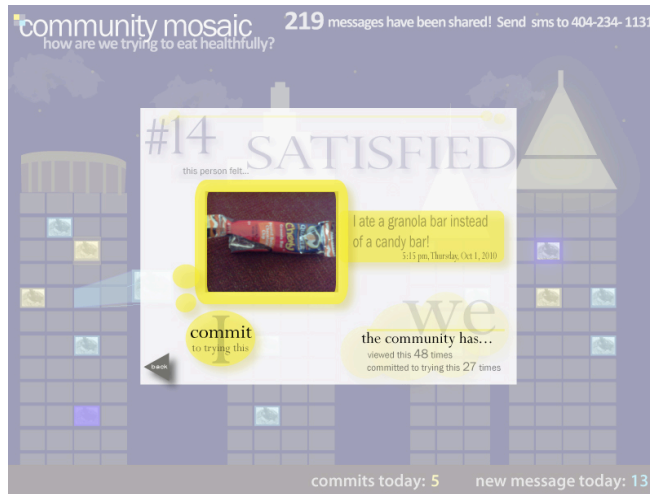 community mosaic
how are we trying to eat healthfully?
219 messages have been shared! Send sms to 404-234- 1131
#14
SATISFIED
this person felt...
I ate a granola bar instead
of a candy bar!
5:15 pm, Thursday, Oct 1, 2010
I
commit
to trying this
we
the community has...
viewed this 48 times
committed to trying this 27 times
back
commits today: 5
new message today: 13